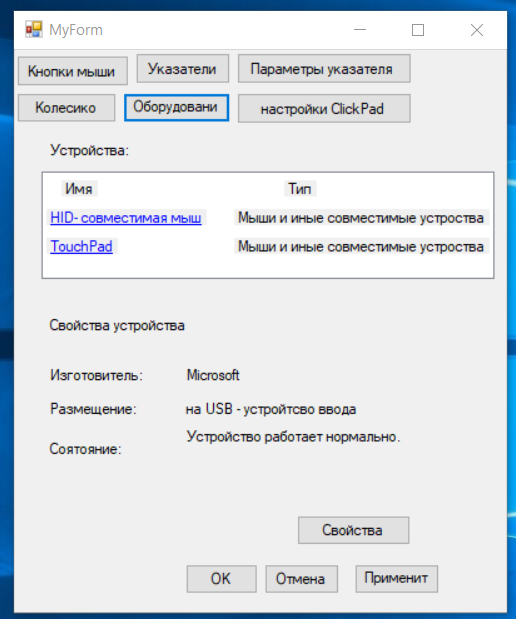 MyForm
Кнопки мыши Указатели Параметры указателя
Колесико Оборудовани настройки ClickPad
Устройства:
Имя Тип
HID- совместимая мыш Мыши и иные совместимые устроства
TouchPad Мыши и иные совместимые устроства
Свойства устройства
Изготовитель: Microsoft
Размещение: на USB - устройтсво ввода
Соятояние: Устройство работает нормально.
Свойства
OK Отмена Применит